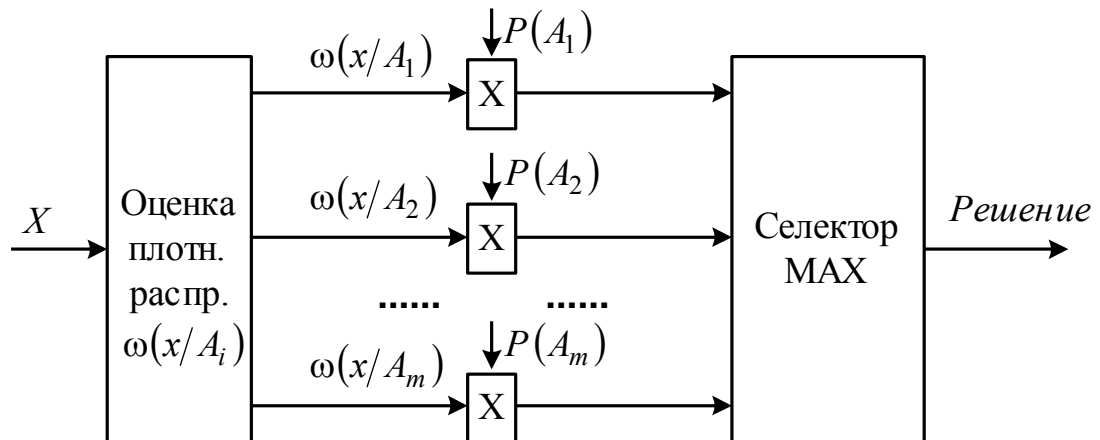 P(A₁)
ω(x/A₁)
X
P(A₂)
X
Оценка
плотн.
распр.
ω(x/Aᵢ)
ω(x/A₂)
X
Селектор
MAX
Решение
...... ......
P(Aₘ)
ω(x/Aₘ)
X